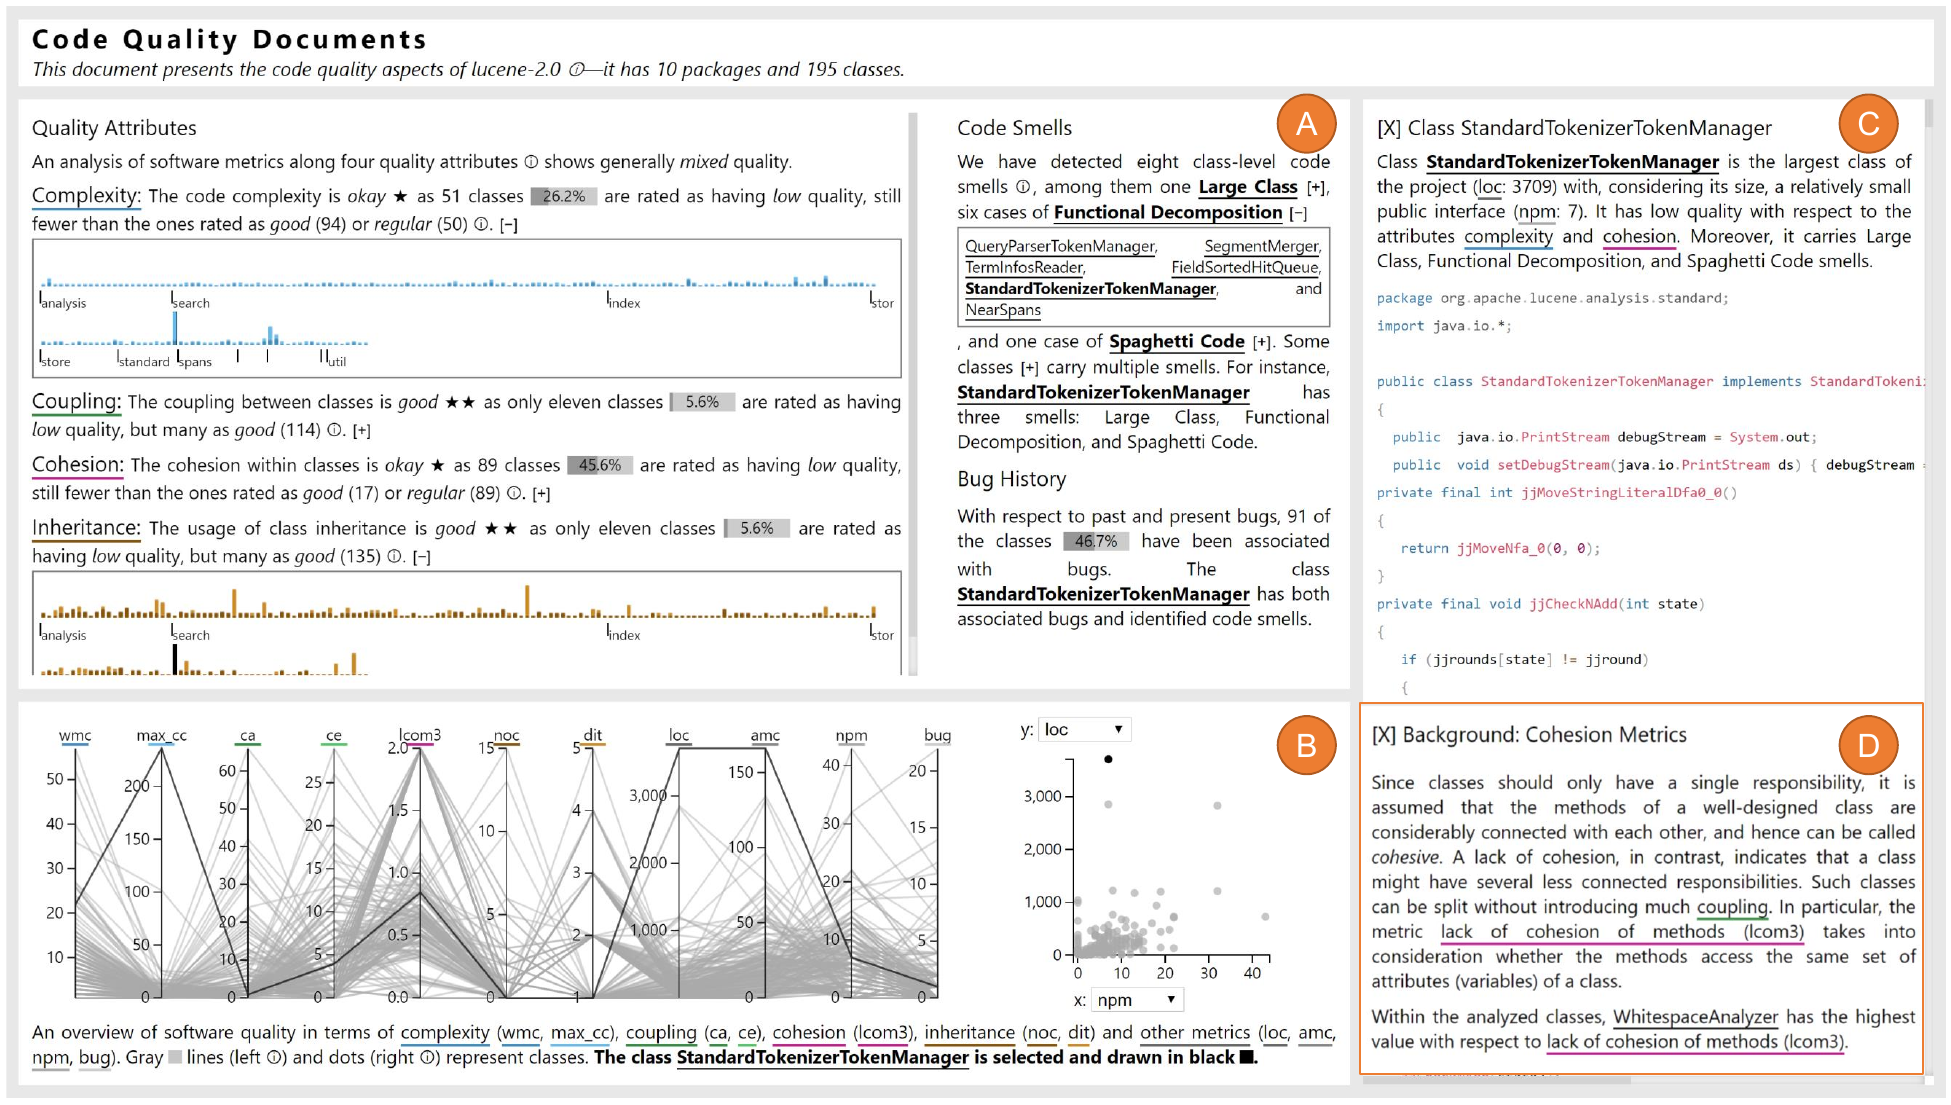 Code Quality Documents
This document presents the code quality aspects of lucene-2.0 ⓘ—it has 10 packages and 195 classes.
Quality Attributes
An analysis of software metrics along four quality attributes ⓘ shows generally mixed quality.
Complexity: The code complexity is okay ★ as 51 classes 26.2% are rated as having low quality, still
fewer than the ones rated as good (94) or regular (50) ⓘ. [−]
analysis search index stor
store standard spans util
Coupling: The coupling between classes is good ★★ as only eleven classes 5.6% are rated as having
low quality, but many as good (114) ⓘ. [+]
Cohesion: The cohesion within classes is okay ★ as 89 classes 45.6% are rated as having low quality,
still fewer than the ones rated as good (17) or regular (89) ⓘ. [+]
Inheritance: The usage of class inheritance is good ★★ as only eleven classes 5.6% are rated as
having low quality, but many as good (135) ⓘ. [−]
analysis search index stor
A
Code Smells
We have detected eight class-level code
smells ⓘ, among them one Large Class [+],
six cases of Functional Decomposition [−]
QueryParserTokenManager, SegmentMerger,
TermInfosReader, FieldSortedHitQueue,
StandardTokenizerTokenManager, and
NearSpans
, and one case of Spaghetti Code [+]. Some
classes [+] carry multiple smells. For instance,
StandardTokenizerTokenManager has
three smells: Large Class, Functional
Decomposition, and Spaghetti Code.
Bug History
With respect to past and present bugs, 91 of
the classes 46.7% have been associated
with bugs. The class
StandardTokenizerTokenManager has both
associated bugs and identified code smells.
C
[X] Class StandardTokenizerTokenManager
Class StandardTokenizerTokenManager is the largest class of
the project (loc: 3709) with, considering its size, a relatively small
public interface (npm: 7). It has low quality with respect to the
attributes complexity and cohesion. Moreover, it carries Large
Class, Functional Decomposition, and Spaghetti Code smells.
package org.apache.lucene.analysis.standard;
import java.io.*;
public class StandardTokenizerTokenManager implements StandardTokeni
{
public java.io.PrintStream debugStream = System.out;
public void setDebugStream(java.io.PrintStream ds) { debugStream =
private final int jjMoveStringLiteralDfa0_0()
{
return jjMoveNfa_0(0, 0);
}
private final void jjCheckNAdd(int state)
{
if (jjrounds[state] != jjround)
{
B
wmc max_cc ca ce lcom3 noc dit loc amc npm bug
50 40 30 20 10
200 150 100 50 0
60 50 40 30 20 10 0
25 20 15 10 5 0
2.0 1.5 1.0 0.5 0.0
15 10 5 0
5 4 3 2 1
3,000 2,000 1,000
150 100 50 0
40 30 20 10 0
20 15 10 5 0
y: loc ▼
3,000
2,000
1,000
0
0 10 20 30 40
x: npm ▼
An overview of software quality in terms of complexity (wmc, max_cc), coupling (ca, ce), cohesion (lcom3), inheritance (noc, dit) and other metrics (loc, amc,
npm, bug). Gray lines (left ⓘ) and dots (right ⓘ) represent classes. The class StandardTokenizerTokenManager is selected and drawn in black ■.
D
[X] Background: Cohesion Metrics
Since classes should only have a single responsibility, it is
assumed that the methods of a well-designed class are
considerably connected with each other, and hence can be called
cohesive. A lack of cohesion, in contrast, indicates that a class
might have several less connected responsibilities. Such classes
can be split without introducing much coupling. In particular, the
metric lack of cohesion of methods (lcom3) takes into
consideration whether the methods access the same set of
attributes (variables) of a class.
Within the analyzed classes, WhitespaceAnalyzer has the highest
value with respect to lack of cohesion of methods (lcom3).